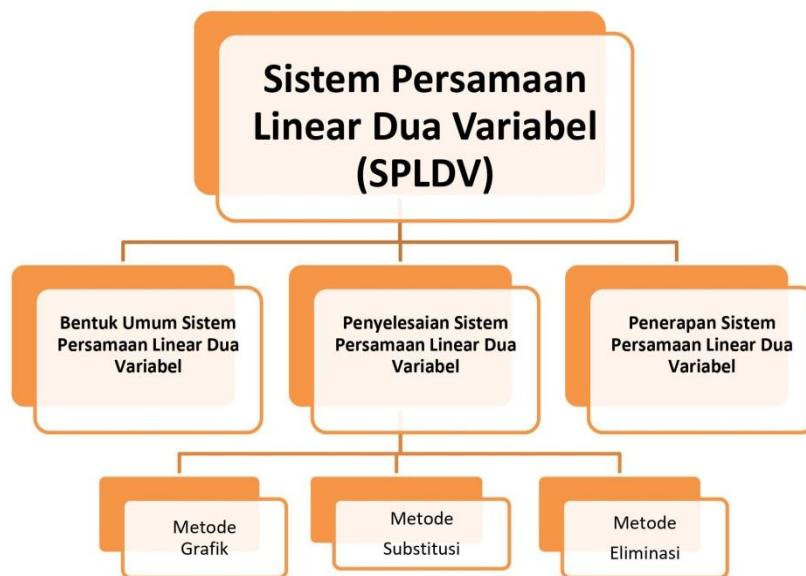 Sistem Persamaan
Linear Dua Variabel
(SPLDV)
Bentuk Umum Sistem
Persamaan Linear Dua
Variabel
Penyelesaian Sistem
Persamaan Linear Dua
Variabel
Penerapan Sistem
Persamaan Linear Dua
Variabel
Metode
Grafik
Metode
Substitusi
Metode
Eliminasi